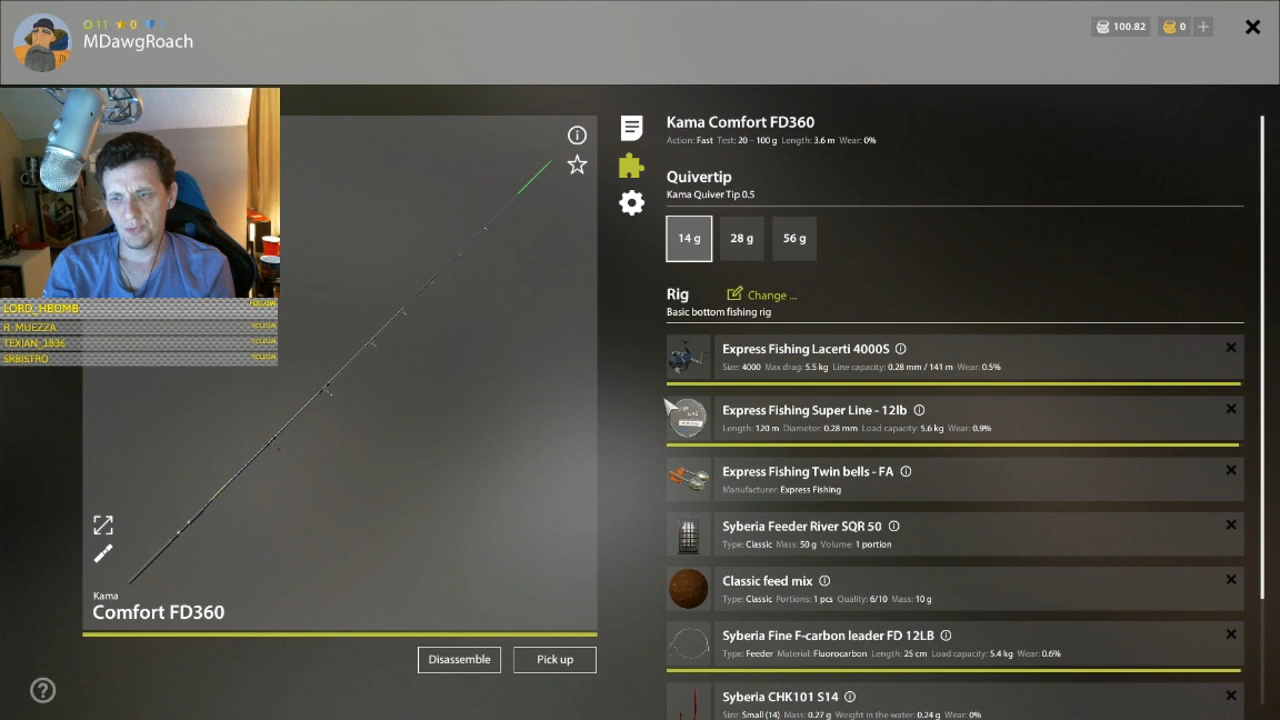 11 0
MDawgRoach
100.82 0 +
LORD_HBOMB FOLLOW
R_MUEZZA FOLLOW
TEXIAN_1836 FOLLOW
SRBISTRO FOLLOW
Kama
Comfort FD360
Disassemble Pick up
?
Kama Comfort FD360
Action: Fast Test: 20 – 100 g Length: 3.6 m Wear: 0%
Quivertip
Kama Quiver Tip 0.5
14 g 28 g 56 g
Rig Change ...
Basic bottom fishing rig
Express Fishing Lacerti 4000S
Size: 4000 Max drag: 5.5 kg Line capacity: 0.28 mm / 141 m Wear: 0.5%
Express Fishing Super Line - 12lb
Length: 120 m Diameter: 0.28 mm Load capacity: 5.6 kg Wear: 0.9%
Express Fishing Twin bells - FA
Manufacturer: Express Fishing
Syberia Feeder River SQR 50
Type: Classic Mass: 50 g Volume: 1 portion
Classic feed mix
Type: Classic Portions: 1 pcs Quality: 6/10 Mass: 10 g
Syberia Fine F-carbon leader FD 12LB
Type: Feeder Material: Fluorocarbon Length: 25 cm Load capacity: 5.4 kg Wear: 0.6%
Syberia CHK101 S14
Size: Small (14) Mass: 0.27 g Weight in the water: 0.24 g Wear: 0%